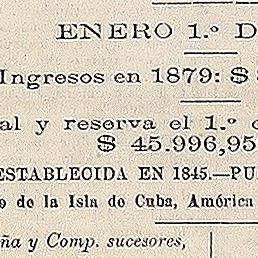 ENERO 1.º D
Ingresos en 1879: $
al y reserva el 1.º
$ 45.996,95
ESTABLECIDA EN 1845.—PU
o de la Isla de Cuba, América
ña y Comp. sucesores,